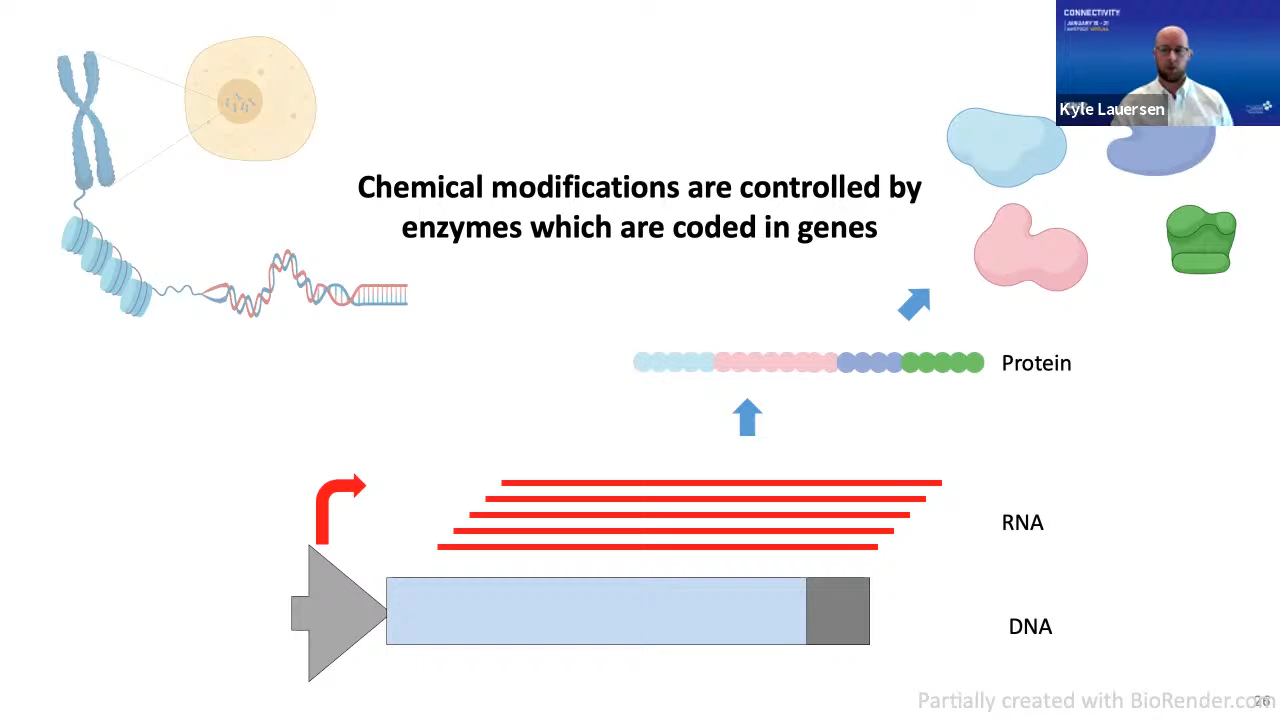 CONNECTIVITY
Kyle Lauersen
Chemical modifications are controlled by
enzymes which are coded in genes
Protein
RNA
DNA
Partially created with BioRender.com
26